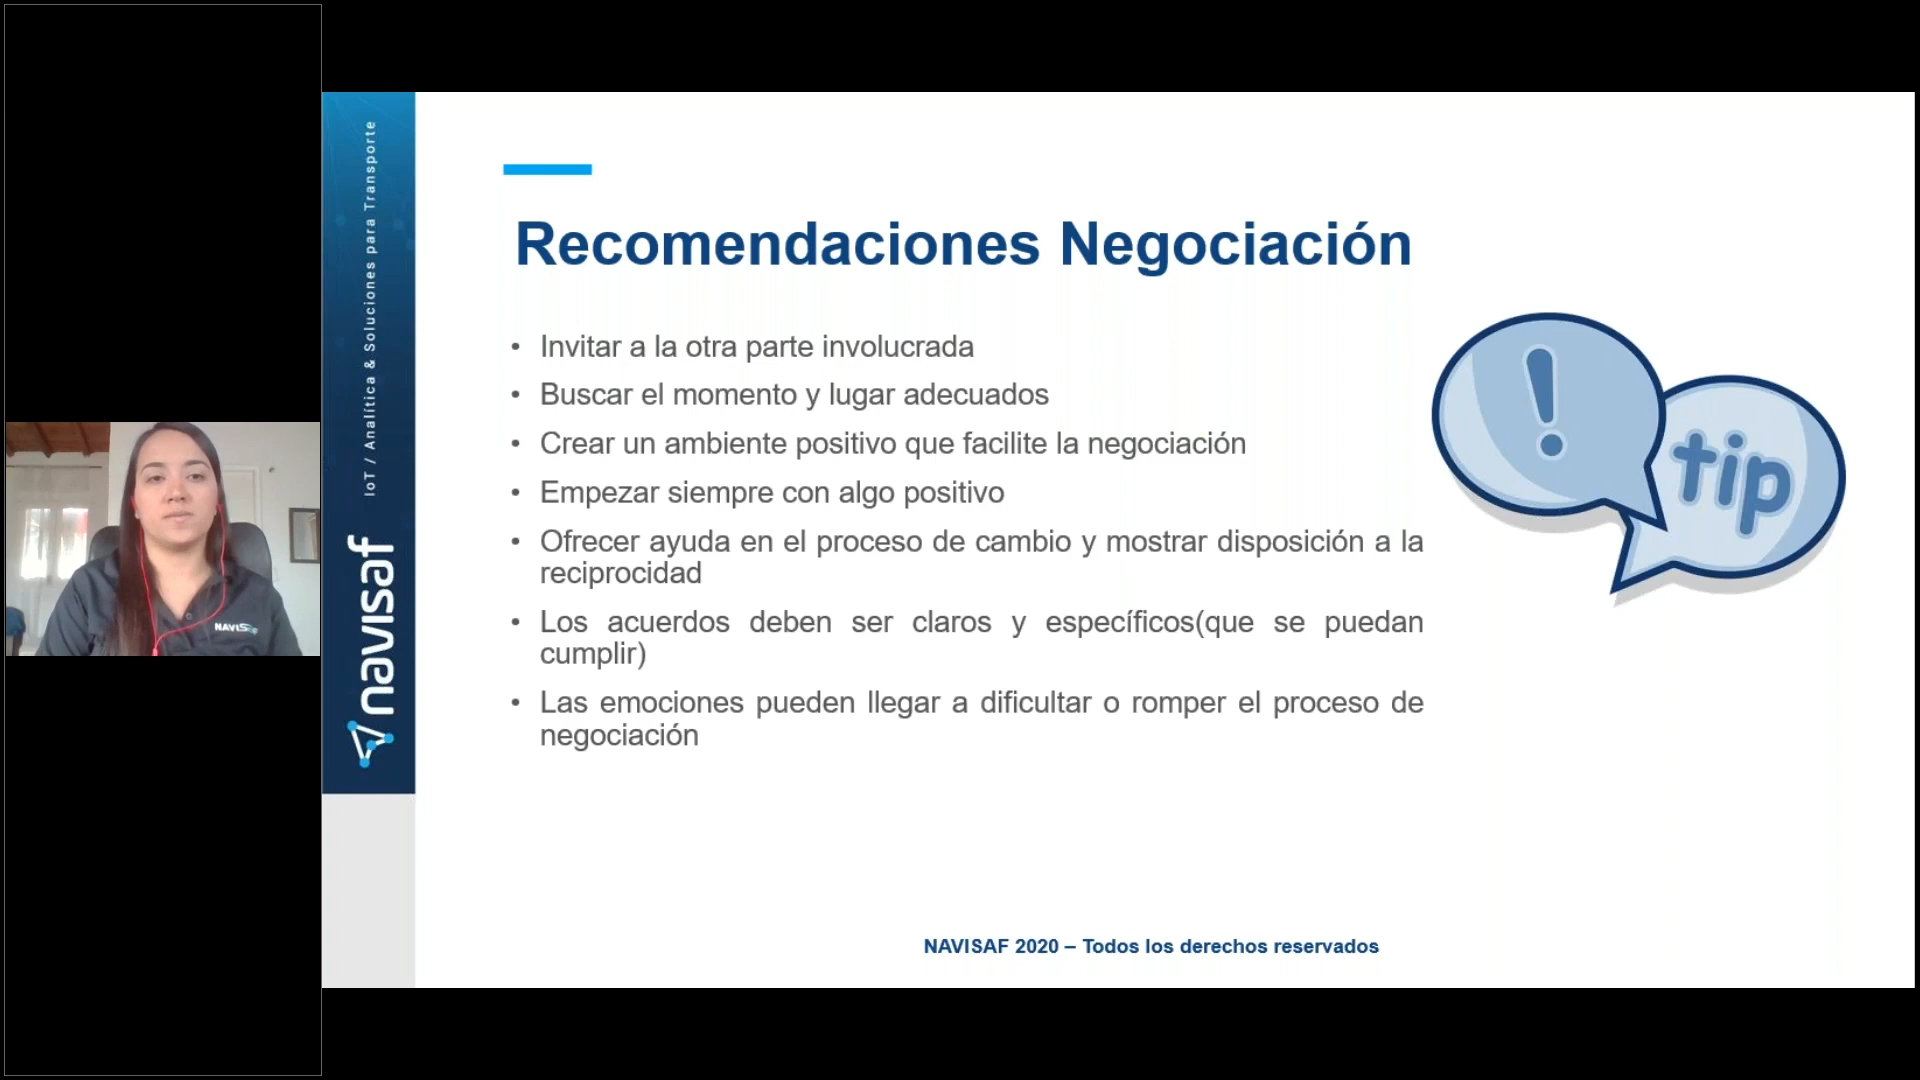 IoT / Analítica & Soluciones para Transporte
navisaf
Recomendaciones Negociación
• Invitar a la otra parte involucrada
• Buscar el momento y lugar adecuados
• Crear un ambiente positivo que facilite la negociación
• Empezar siempre con algo positivo
• Ofrecer ayuda en el proceso de cambio y mostrar disposición a la
reciprocidad
• Los acuerdos deben ser claros y específicos(que se puedan
cumplir)
• Las emociones pueden llegar a dificultar o romper el proceso de
negociación
!
tip
NAVISAF 2020 – Todos los derechos reservados